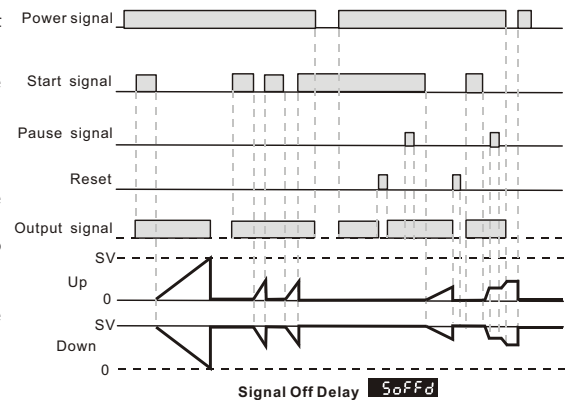 Power signal
Start signal
Pause signal
Reset
Output signal
SV
Up
0
SV
Down
0
Signal Off Delay SoFFd